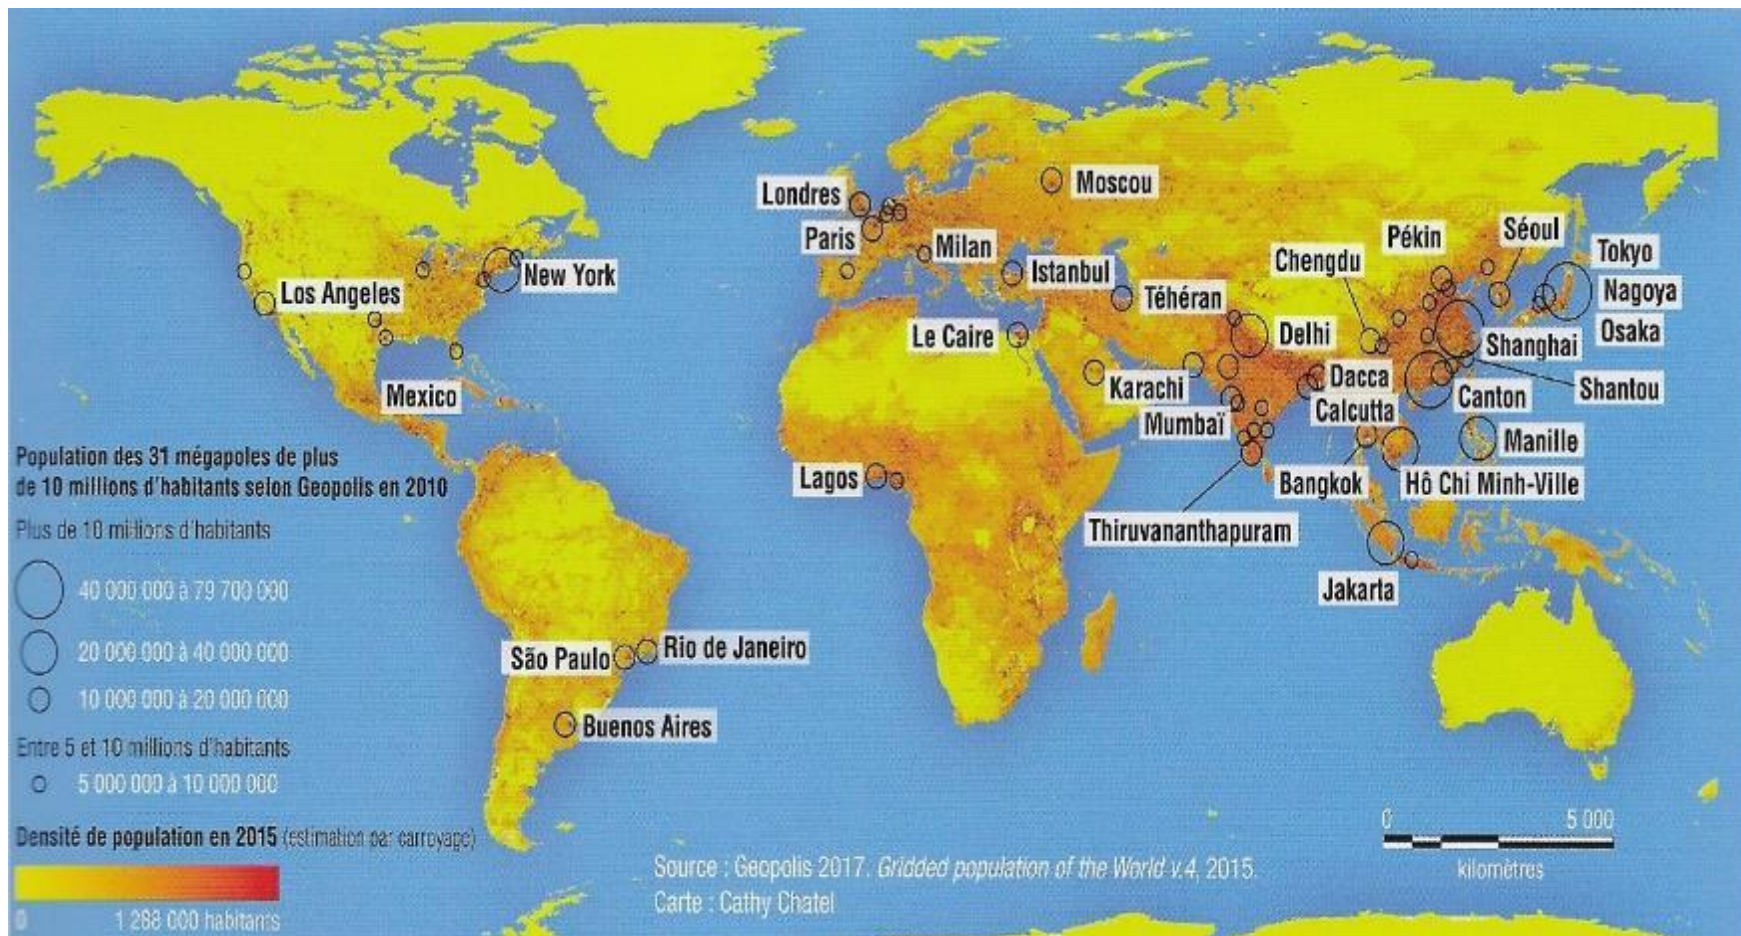 Londres
Moscou
Paris
Milan
Istanbul
Pékin
Séoul
Chengdu
Tokyo
Nagoya
Osaka
New York
Los Angeles
Téhéran
Le Caire
Delhi
Shanghai
Karachi
Dacca
Shantou
Mexico
Mumbaï
Calcutta
Canton
Manille
Lagos
Bangkok
Hô Chi Minh-Ville
Thiruvananthapuram
Jakarta
São Paulo
Rio de Janeiro
Buenos Aires
Population des 31 mégapoles de plus
de 10 millions d'habitants selon Geopolis en 2010
Plus de 10 millions d'habitants
40 000 000 à 79 700 000
20 000 000 à 40 000 000
10 000 000 à 20 000 000
Entre 5 et 10 millions d'habitants
5 000 000 à 10 000 000
Densité de population en 2015 (estimation par carroyage)
0 1 288 000 habitants
0 5 000
kilomètres
Source : Geopolis 2017. Gridded population of the World v.4, 2015.
Carte : Cathy Chatel